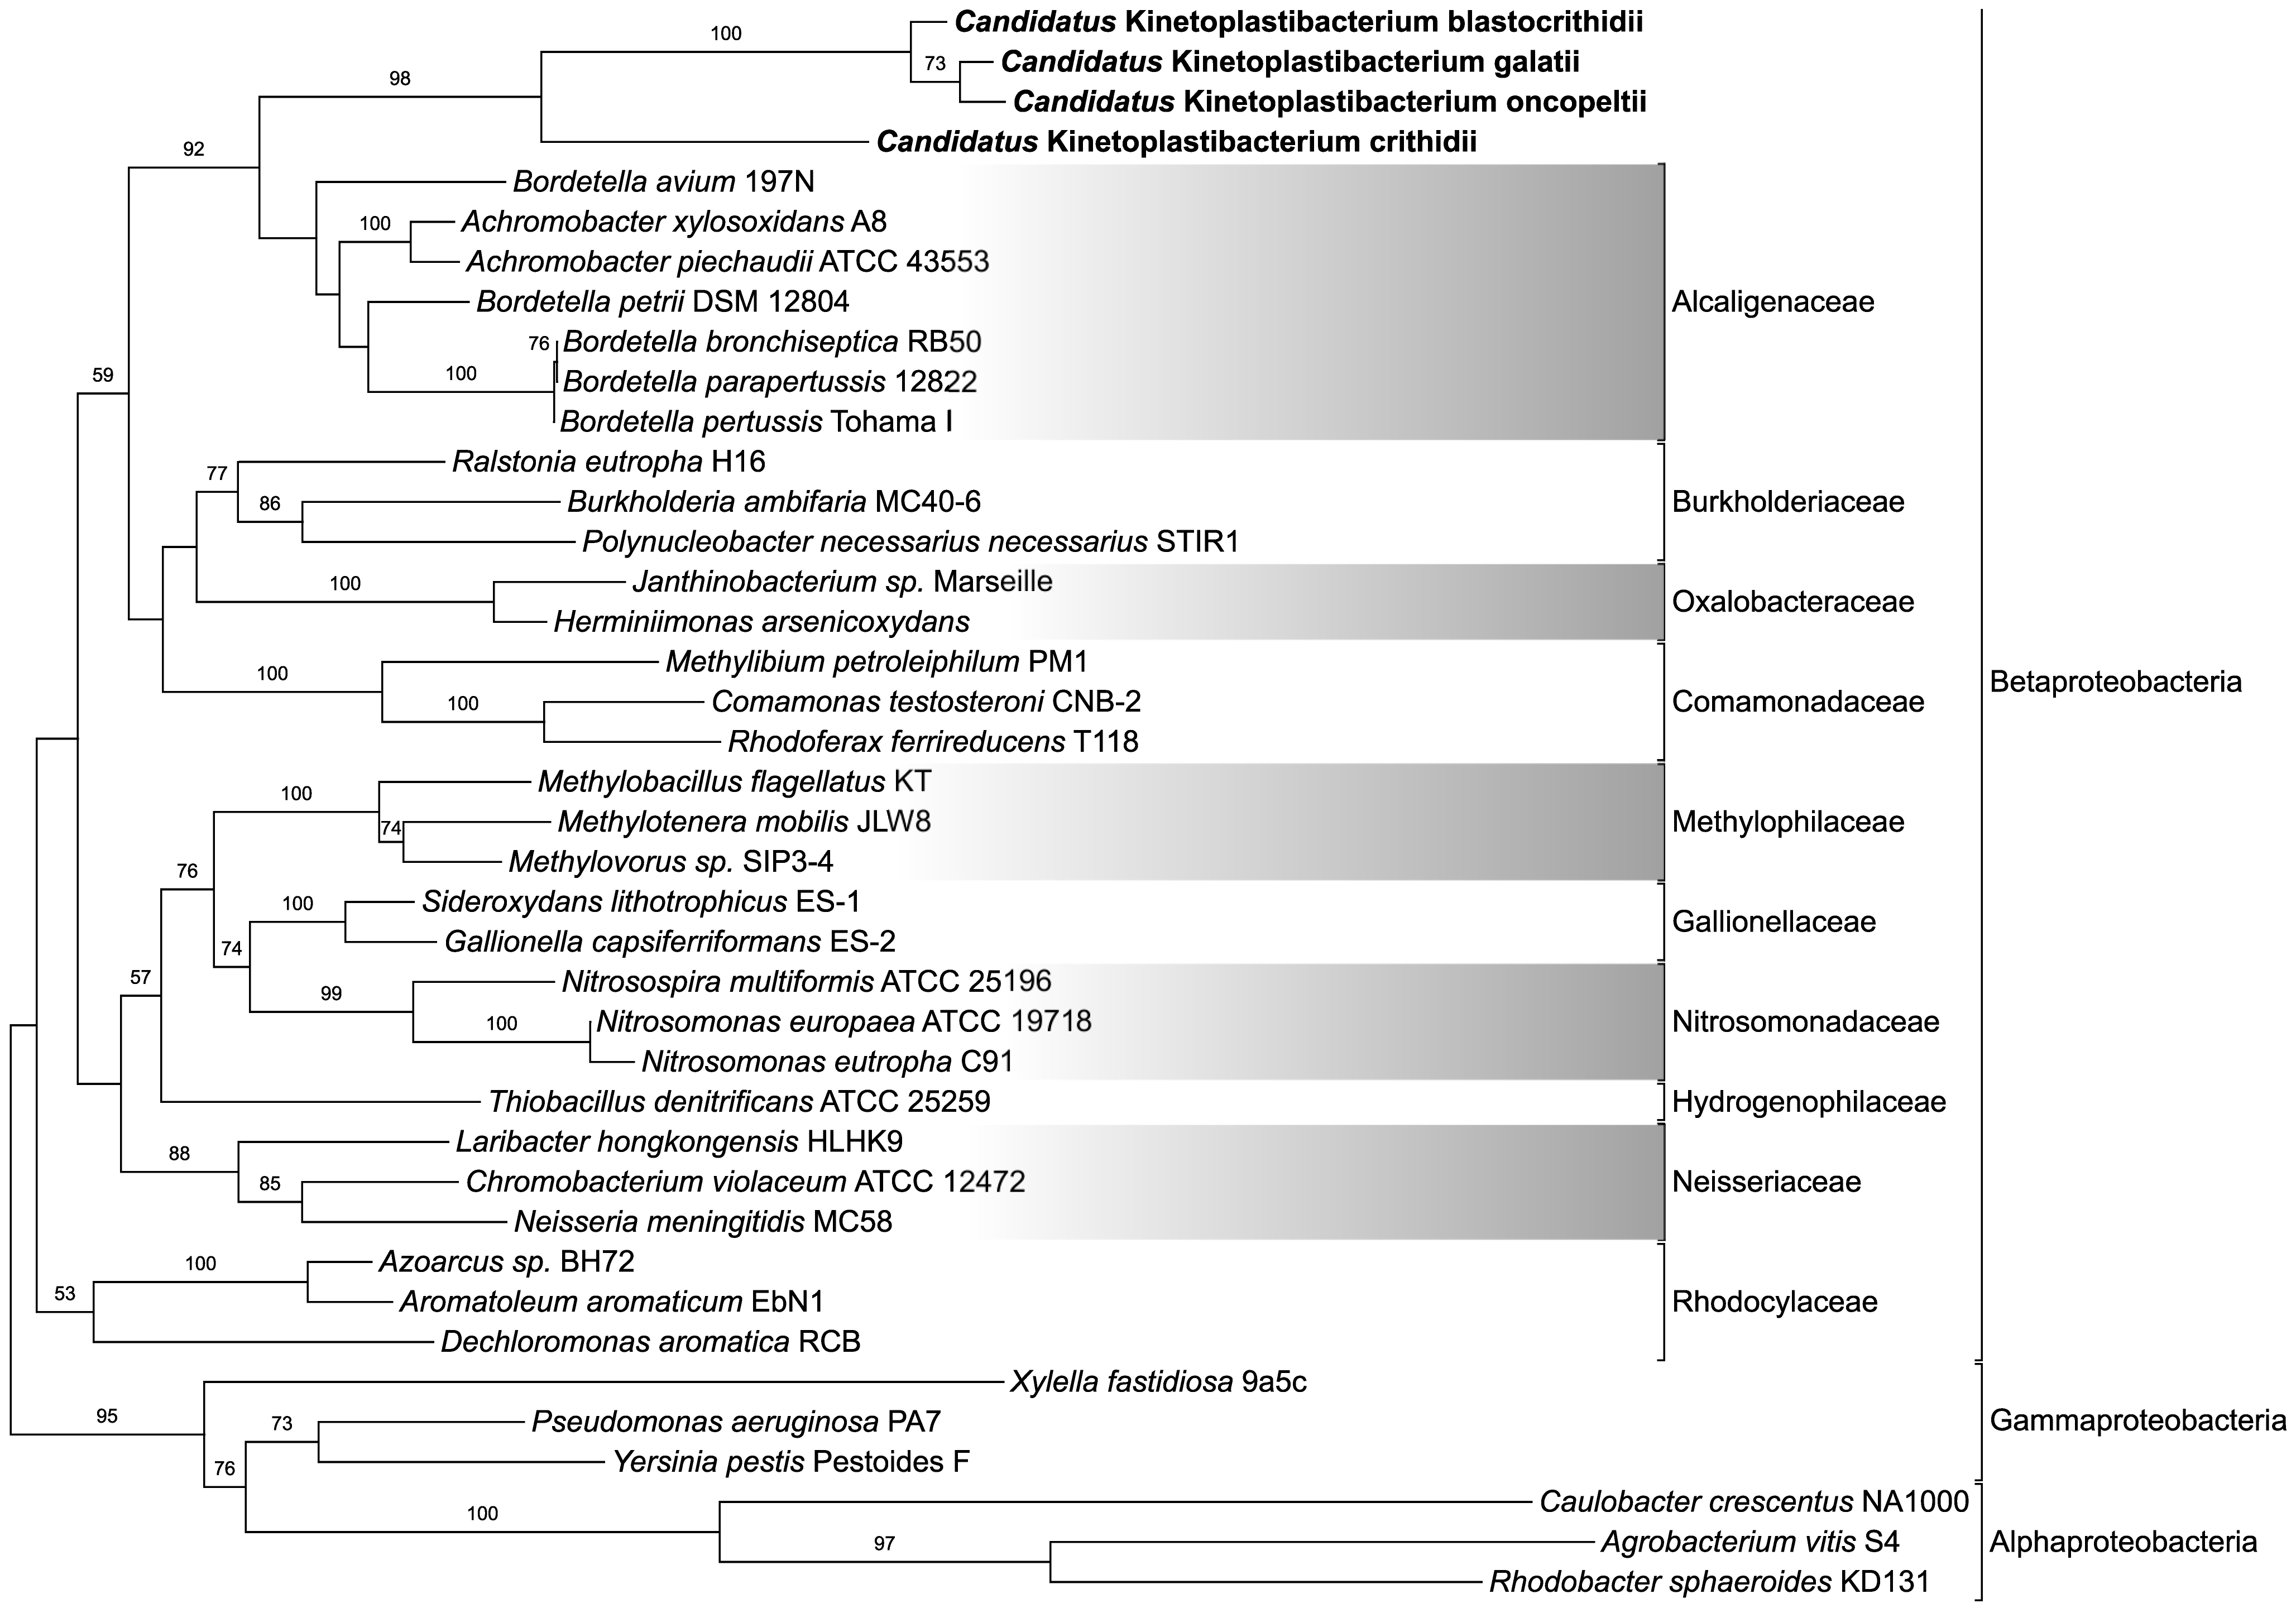 100
Candidatus Kinetoplastibacterium blastocrithidii
73
Candidatus Kinetoplastibacterium galatii
98
Candidatus Kinetoplastibacterium oncopeltii
92
Candidatus Kinetoplastibacterium crithidii
Bordetella avium 197N
100
Achromobacter xylosoxidans A8
Achromobacter piechaudii ATCC 43553
Bordetella petrii DSM 12804
Alcaligenaceae
76
Bordetella bronchiseptica RB50
59
100
Bordetella parapertussis 12822
Bordetella pertussis Tohama I
77
Ralstonia eutropha H16
86
Burkholderia ambifaria MC40-6
Burkholderiaceae
Polynucleobacter necessarius necessarius STIR1
100
Janthinobacterium sp. Marseille
Oxalobacteraceae
Herminiimonas arsenicoxydans
100
Methylibium petroleiphilum PM1
Betaproteobacteria
100
Comamonas testosteroni CNB-2
Comamonadaceae
Rhodoferax ferrireducens T118
100
Methylobacillus flagellatus KT
74
Methylotenera mobilis JLW8
Methylophilaceae
76
Methylovorus sp. SIP3-4
100
Sideroxydans lithotrophicus ES-1
Gallionellaceae
74
Gallionella capsiferriformans ES-2
57
99
Nitrosospira multiformis ATCC 25196
100
Nitrosomonas europaea ATCC 19718
Nitrosomonadaceae
Nitrosomonas eutropha C91
Thiobacillus denitrificans ATCC 25259
Hydrogenophilaceae
88
Laribacter hongkongensis HLHK9
85
Chromobacterium violaceum ATCC 12472
Neisseriaceae
Neisseria meningitidis MC58
100
Azoarcus sp. BH72
53
Aromatoleum aromaticum EbN1
Rhodocylaceae
Dechloromonas aromatica RCB
Xylella fastidiosa 9a5c
95
73
Pseudomonas aeruginosa PA7
Gammaproteobacteria
76
Yersinia pestis Pestoides F
100
Caulobacter crescentus NA1000
97
Agrobacterium vitis S4
Alphaproteobacteria
Rhodobacter sphaeroides KD131